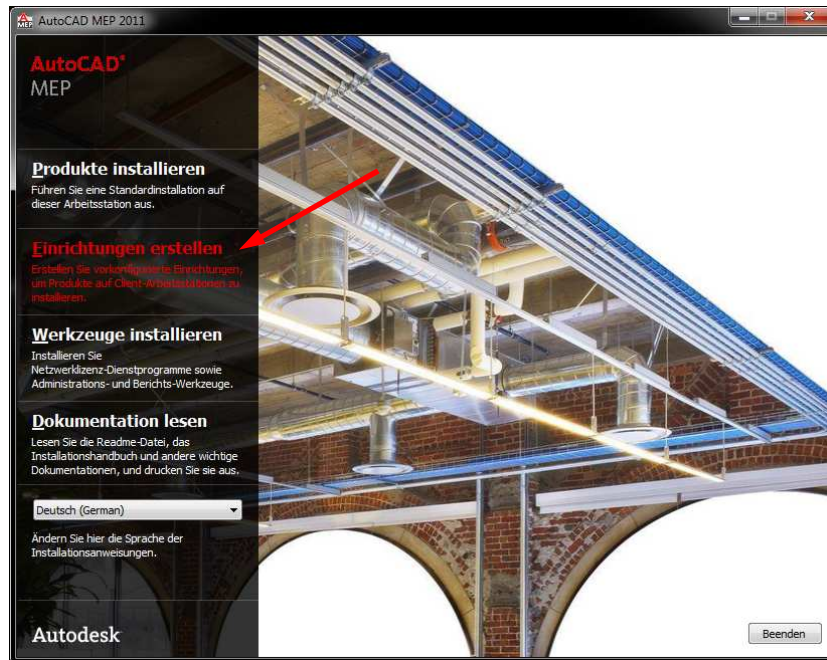 AutoCAD MEP 2011
AutoCAD®
MEP
Produkte installieren
Führen Sie eine Standardinstallation auf
dieser Arbeitsstation aus.
Einrichtungen erstellen
Erstellen Sie vorkonfigurierte Einrichtungen,
um Produkte auf Client-Arbeitsstationen zu
installieren.
Werkzeuge installieren
Installieren Sie
Netzwerklizenz-Dienstprogramme sowie
Administrations- und Berichts-Werkzeuge.
Dokumentation lesen
Lesen Sie die Readme-Datei, das
Installationshandbuch und andere wichtige
Dokumentationen, und drucken Sie sie aus.
Deutsch (German)
Ändern Sie hier die Sprache der
Installationsanweisungen.
Autodesk
Beenden